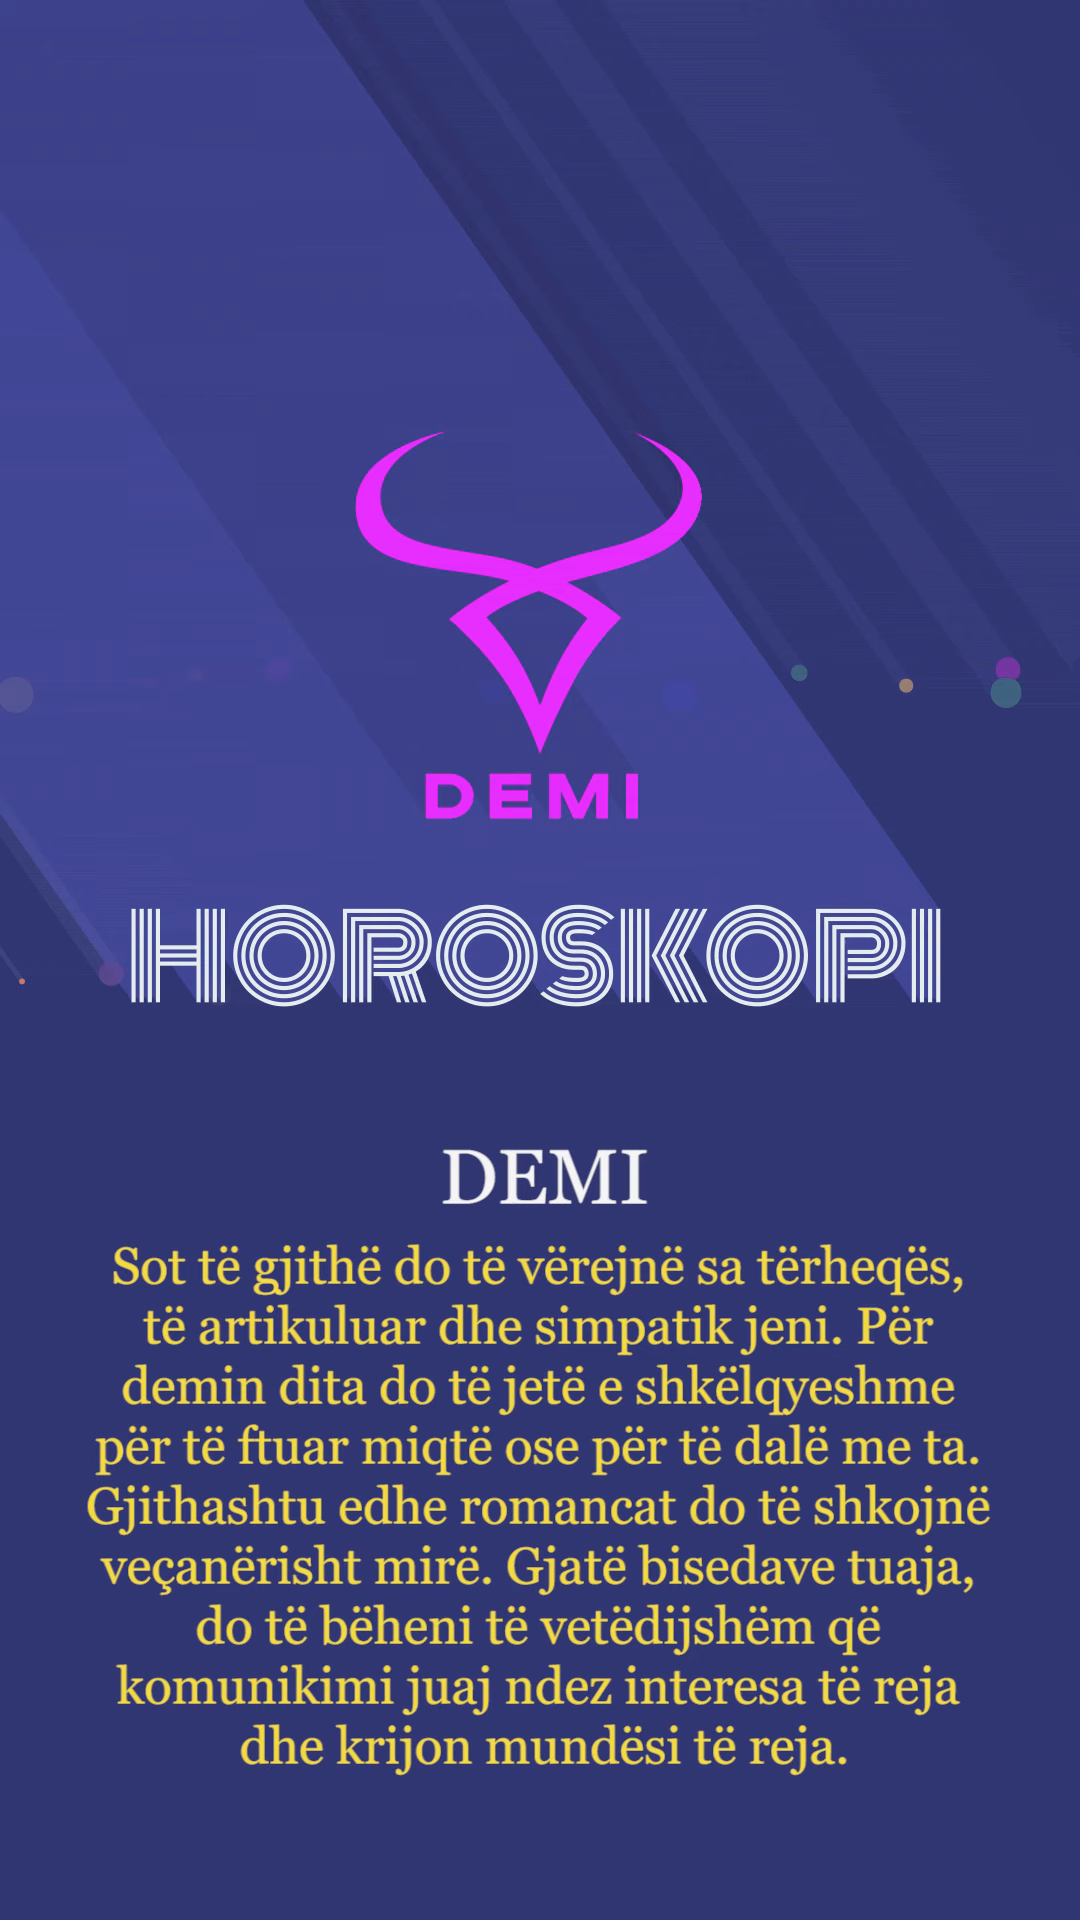 DEMI
HOROSKOPI
DEMI
Sot të gjithë do të vërejnë sa tërheqës,
të artikuluar dhe simpatik jeni. Për
demin dita do të jetë e shkëlqyeshme
për të ftuar miqtë ose për të dalë me ta.
Gjithashtu edhe romancat do të shkojnë
veçanërisht mirë. Gjatë bisedave tuaja,
do të bëheni të vetëdijshëm që
komunikimi juaj ndez interesa të reja
dhe krijon mundësi të reja.